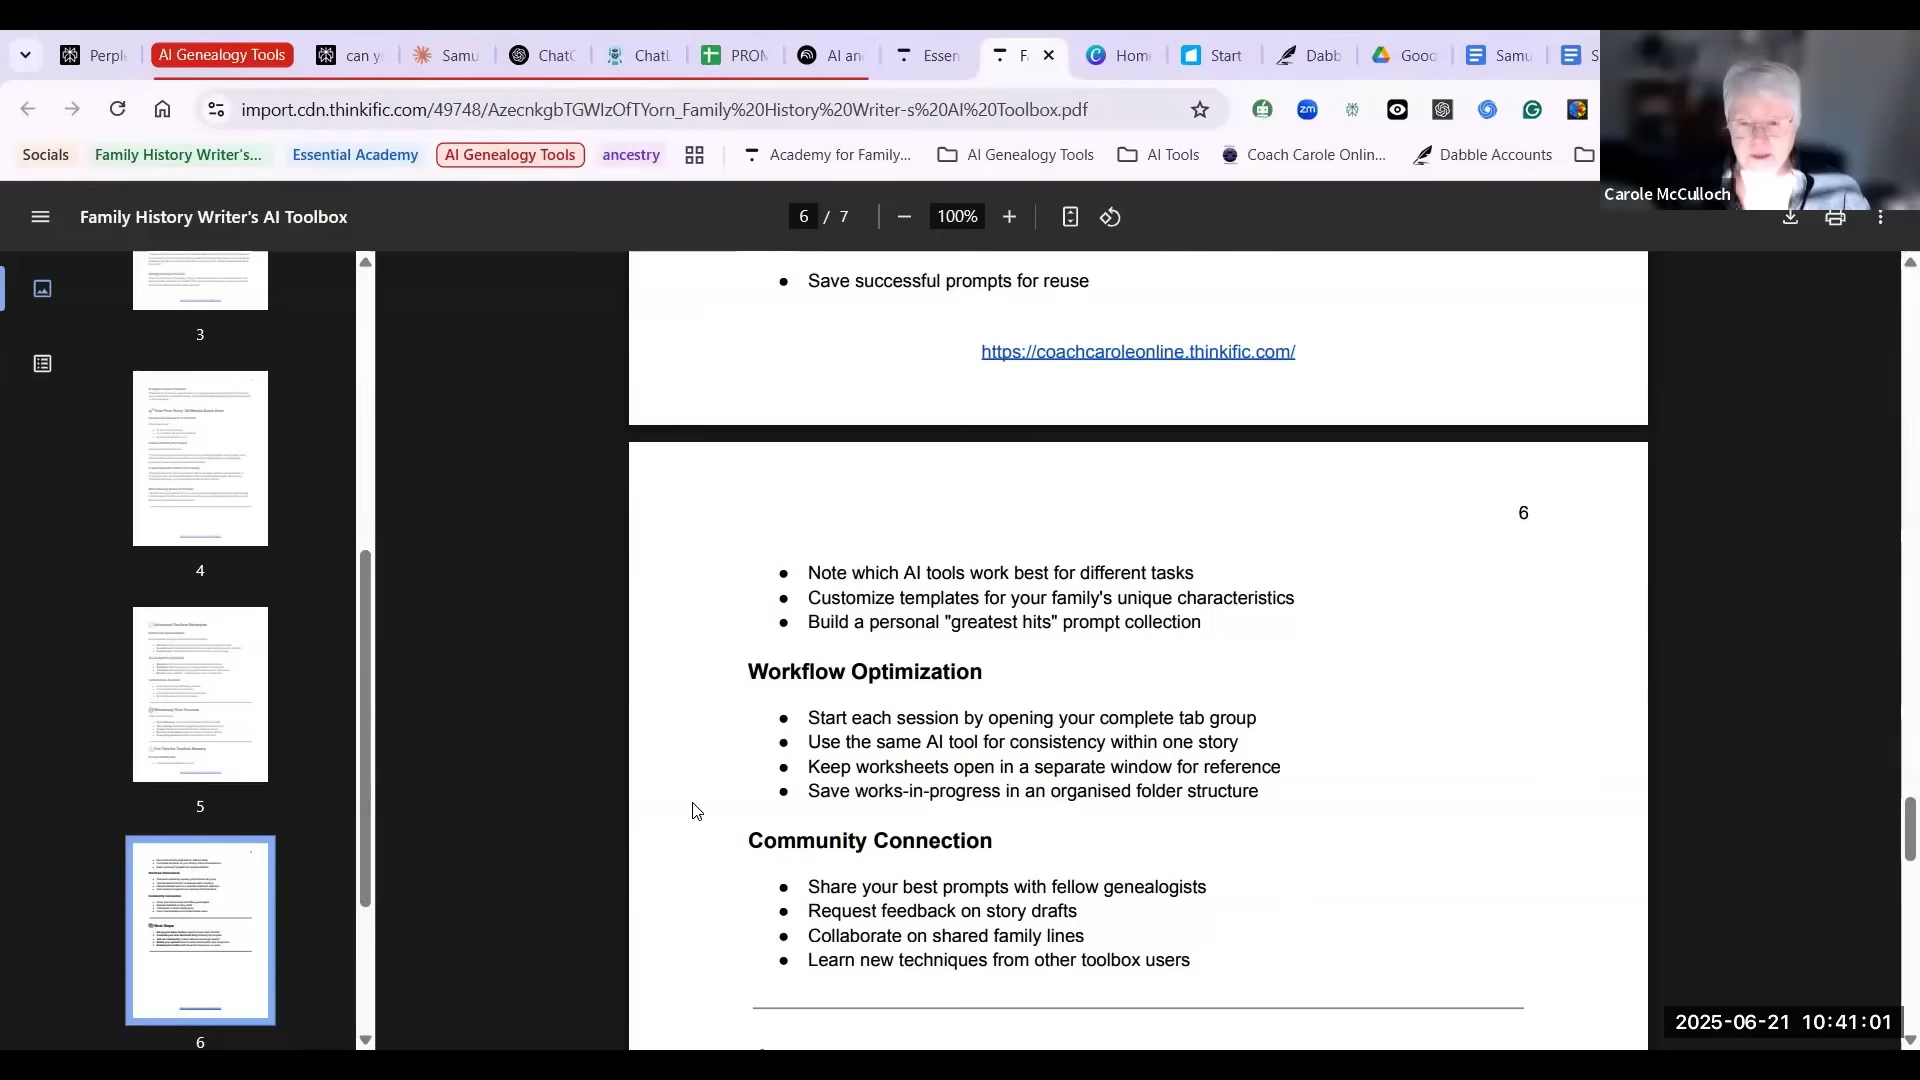 Perple
AI Genealogy Tools
can y
Samu
ChatG
ChatL
PROM
AI an
Essen
F
Home
Start
Dabb
Good
Samu
S
import.cdn.thinkific.com/49748/AzecnkgbTGWIzOfTYorn_Family%20History%20Writer-s%20AI%20Toolbox.pdf
zm
Socials
Family History Writer's...
Essential Academy
AI Genealogy Tools
ancestry
Academy for Family...
AI Genealogy Tools
AI Tools
Coach Carole Onlin...
Dabble Accounts
Carole McCulloch
Family History Writer's AI Toolbox
6 / 7
100%
3
4
5
6
● Save successful prompts for reuse
https://coachcaroleonline.thinkific.com/
6
● Note which AI tools work best for different tasks
● Customize templates for your family's unique characteristics
● Build a personal "greatest hits" prompt collection
Workflow Optimization
● Start each session by opening your complete tab group
● Use the same AI tool for consistency within one story
● Keep worksheets open in a separate window for reference
● Save works-in-progress in an organised folder structure
Community Connection
● Share your best prompts with fellow genealogists
● Request feedback on story drafts
● Collaborate on shared family lines
● Learn new techniques from other toolbox users
2025-06-21 10:41:01